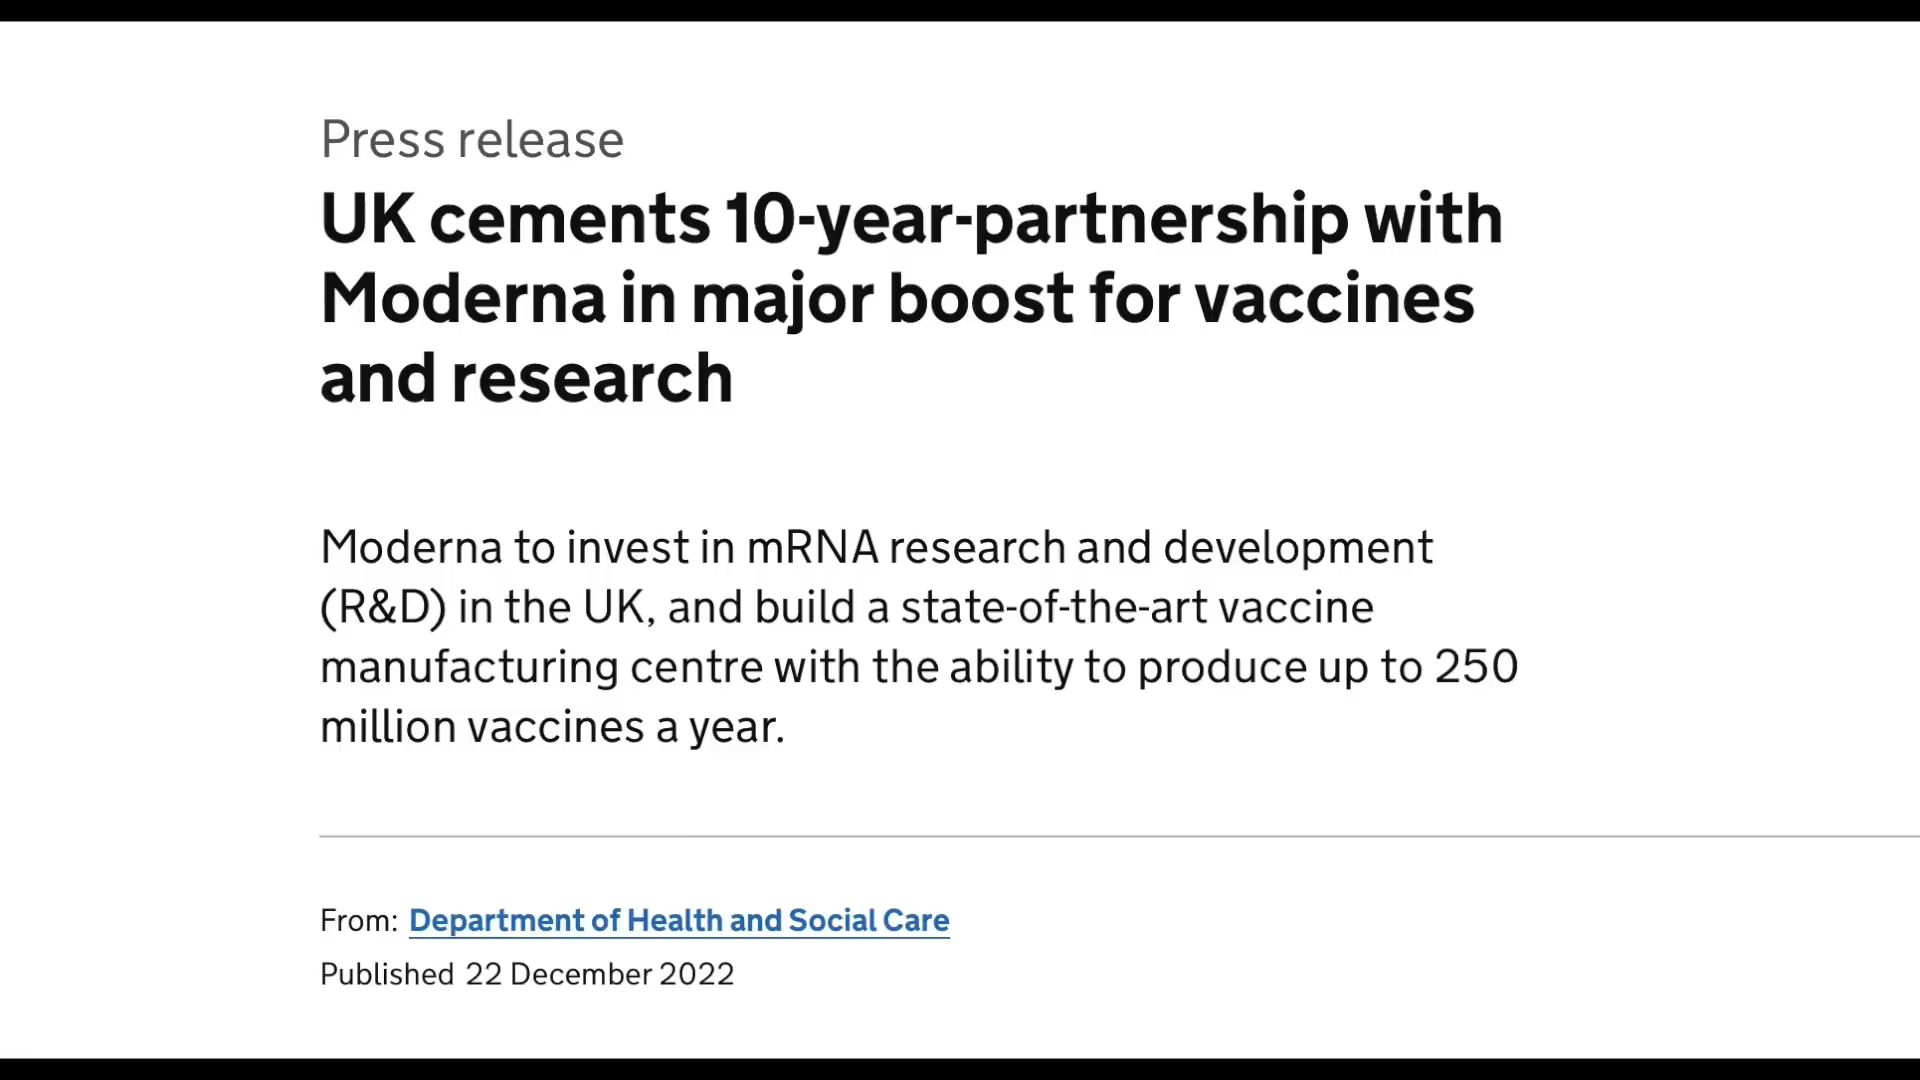 Press release
UK cements 10-year-partnership with
Moderna in major boost for vaccines
and research
Moderna to invest in mRNA research and development
(R&D) in the UK, and build a state-of-the-art vaccine
manufacturing centre with the ability to produce up to 250
million vaccines a year.
From: Department of Health and Social Care
Published 22 December 2022